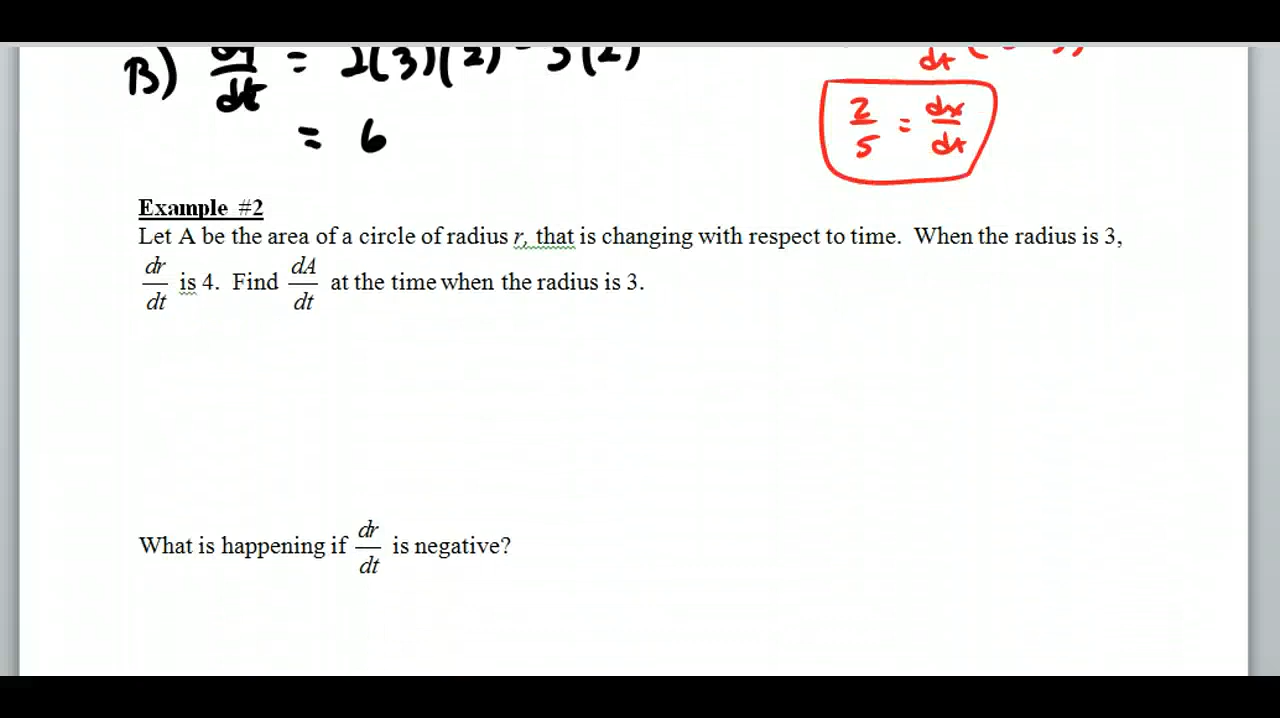 B) dy/dt = 2(3)(2) - 3(2)
= 6
dt
2/5 = dx/dt
Example #2
Let A be the area of a circle of radius r, that is changing with respect to time. When the radius is 3,
dr/dt is 4. Find dA/dt at the time when the radius is 3.
What is happening if dr/dt is negative?